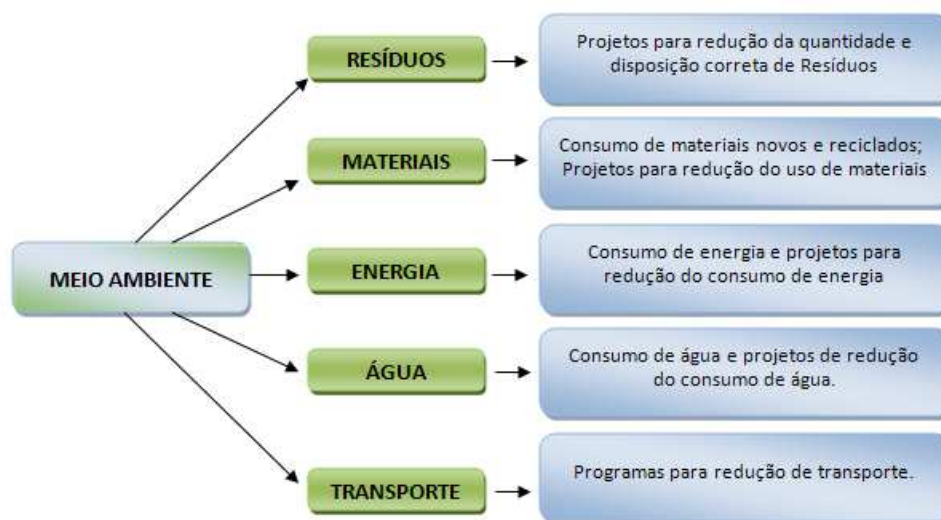 RESÍDUOS
Projetos para redução da quantidade e
disposição correta de Resíduos
MATERIAIS
Consumo de materiais novos e reciclados;
Projetos para redução do uso de materiais
MEIO AMBIENTE
ENERGIA
Consumo de energia e projetos para
redução do consumo de energia
ÁGUA
Consumo de água e projetos de redução
do consumo de água.
TRANSPORTE
Programas para redução de transporte.